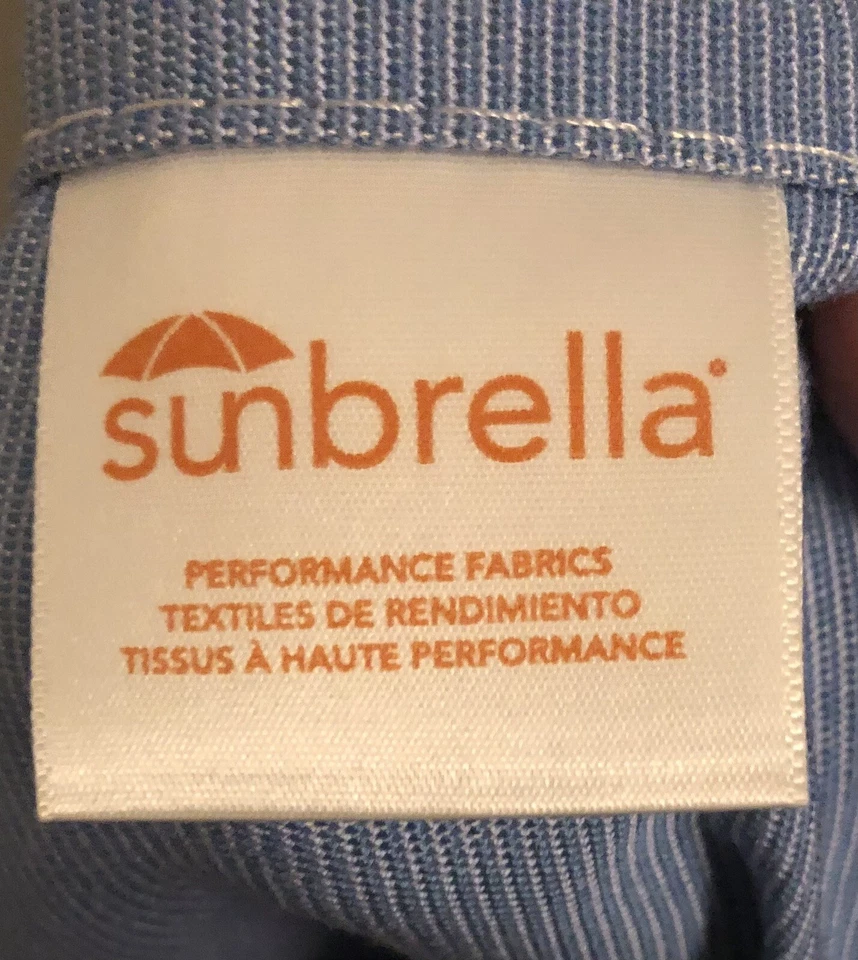 sunbrella®
PERFORMANCE FABRICS
TEXTILES DE RENDIMIENTO
TISSUS À HAUTE PERFORMANCE